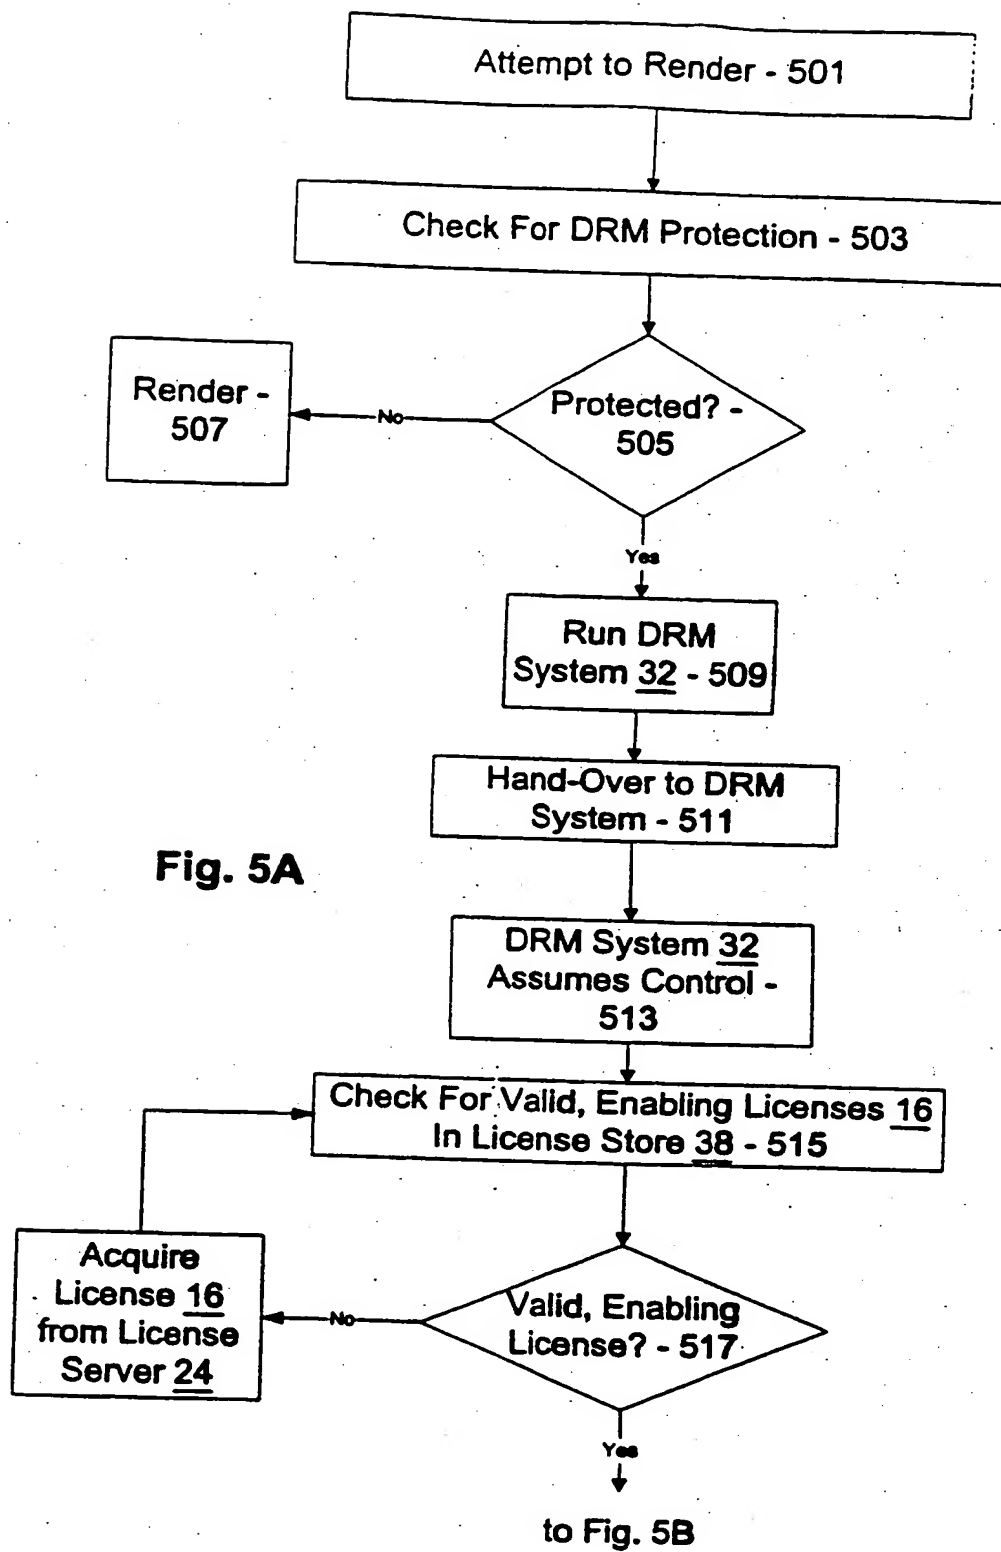 Attempt to Render - 501
Check For DRM Protection - 503
Render -
507
No
Protected? -
505
Yes
Run DRM
System 32 - 509
Hand-Over to DRM
System - 511
Fig. 5A
DRM System 32
Assumes Control -
513
Check For Valid, Enabling Licenses 16
In License Store 38 - 515
Acquire
License 16
from License
Server 24
No
Valid, Enabling
License? - 517
Yes
to Fig. 5B